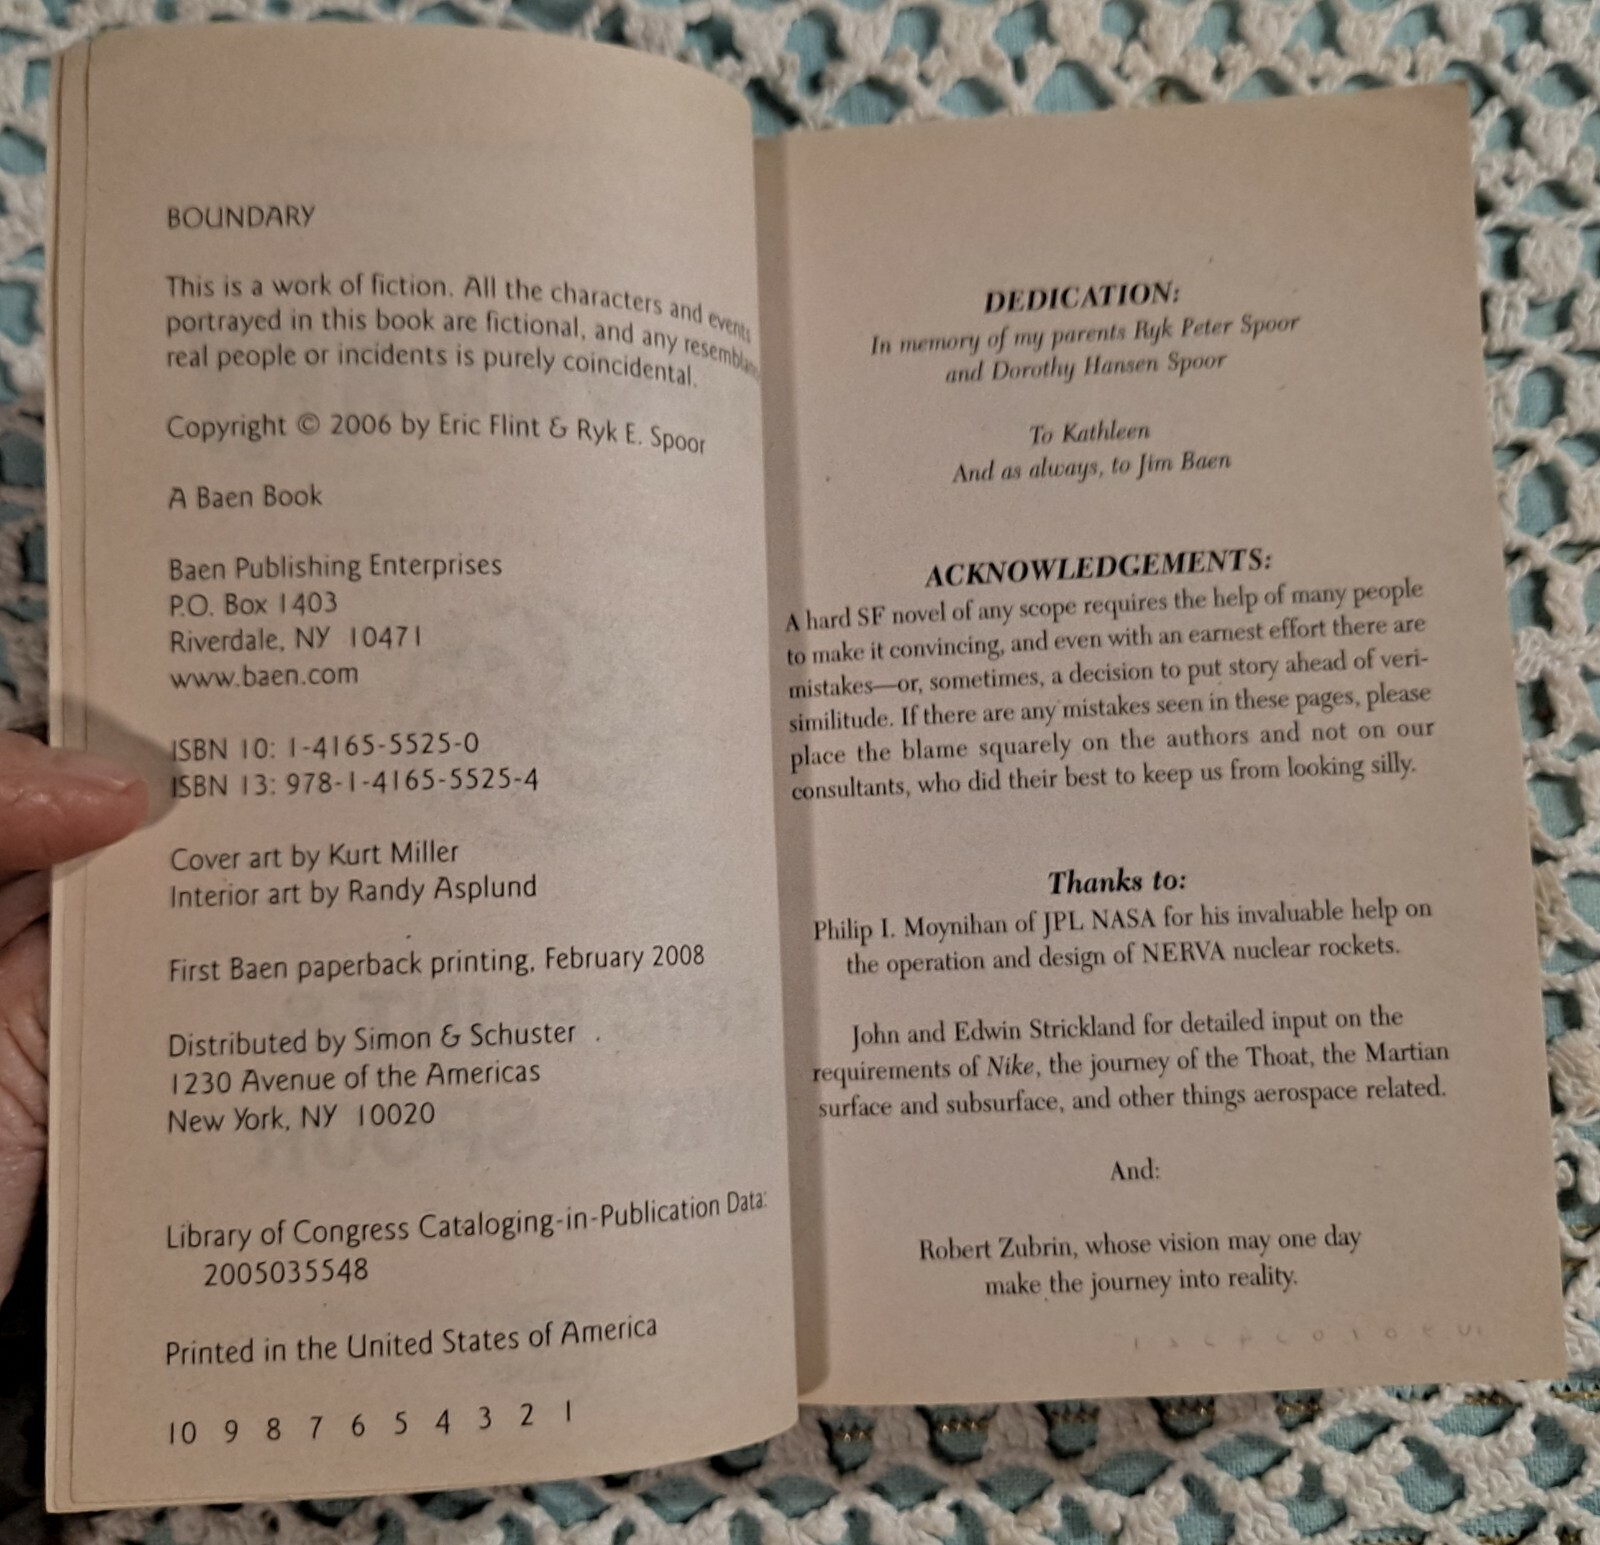 BOUNDARY
This is a work of fiction. All the characters and events
portrayed in this book are fictional, and any
real people or incidents is purely coincidental.
Copyright © 2006 by Eric Flint & Ryk E. Spoor
A Baen Book
Baen Publishing Enterprises
P.O. Box 1403
Riverdale, NY 10471
www.baen.com
ISBN 10: 1-4165-5525-0
ISBN 13: 978-1-4165-5525-4
Cover art by Kurt Miller
Interior art by Randy Asplund
First Baen paperback printing, February 2008
Distributed by Simon & Schuster
1230 Avenue of the Americas
New York, NY 10020
Library of Congress Cataloging-in-Publication Data:
2005035548
Printed in the United States of America
10 9 8 7 6 5 4 3 2 1
DEDICATION:
In memory of my parents Ryk Peter Spoor
and Dorothy Hansen Spoor
To Kathleen
And as always, to Jim Baen
ACKNOWLEDGEMENTS:
A hard SF novel of any scope requires the help of many people
to make it convincing, and even with an earnest effort there are
mistakes—or, sometimes, a decision to put story ahead of veri-
similitude. If there are any mistakes seen in these pages, please
place the blame squarely on the authors and not on our
consultants, who did their best to keep us from looking silly.
Thanks to:
Philip I. Moynihan of JPL NASA for his invaluable help on
the operation and design of NERVA nuclear rockets.
John and Edwin Strickland for detailed input on the
requirements of Nike, the journey of the Thoat, the Martian
surface and subsurface, and other things aerospace related.
And:
Robert Zubrin, whose vision may one day
make the journey into reality.